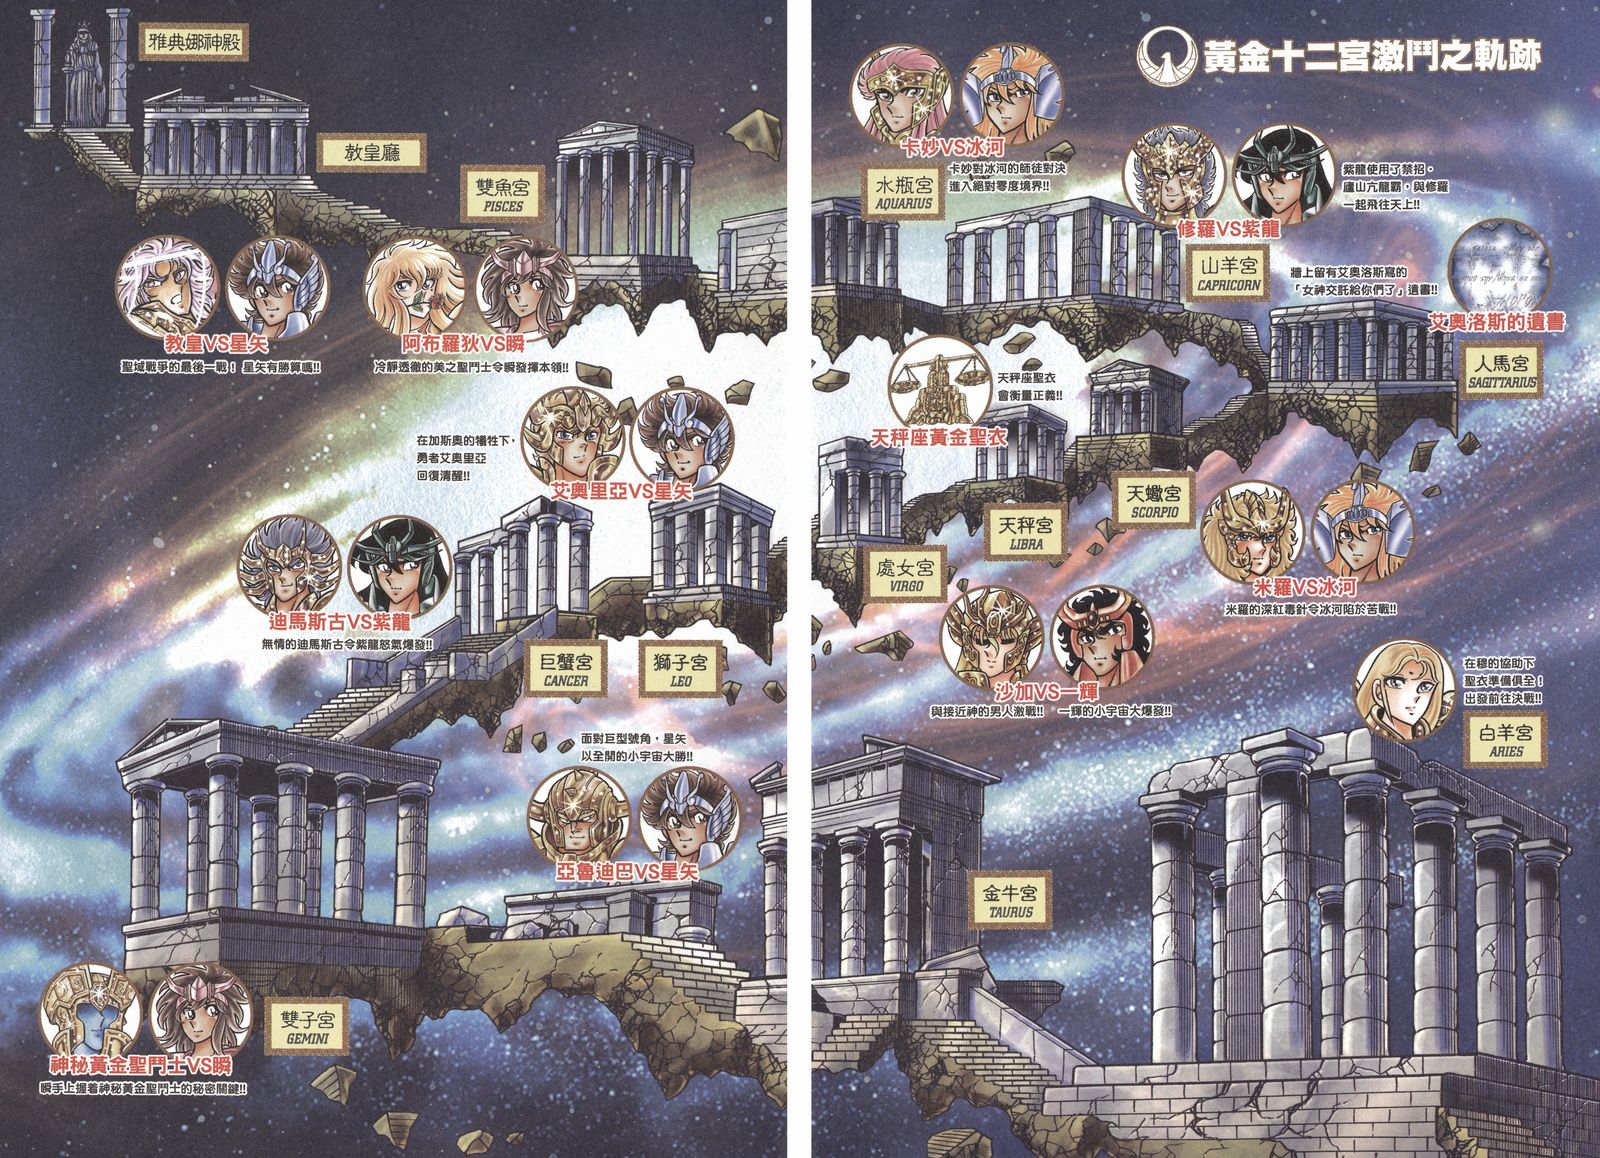 黃金十二宮激鬥之軌跡
雅典娜神殿
教皇廳
雙魚宮
PISCES
教皇VS星矢
聖域戰爭的最後一戰！ 星矢有勝算嗎!!
阿布羅狄VS瞬
冷靜透徹的美之聖鬥士令瞬發揮本領!!
在加斯奧的犧牲下，
勇者艾奧里亞
回復清醒!!
艾奧里亞VS星矢
迪馬斯古VS紫龍
無情的迪馬斯古令紫龍怒氣爆發!!
巨蟹宮
CANCER
獅子宮
LEO
面對巨型號角，星矢
以全開的小宇宙大勝!!
亞魯迪巴VS星矢
神秘黃金聖鬥士VS瞬
瞬手上握着神秘黃金聖鬥士的秘密關鍵!!
雙子宮
GEMINI
卡妙VS冰河
卡妙對冰河的師徒對決
進入絕對零度境界!!
水瓶宮
AQUARIUS
紫龍使用了禁招，
廬山亢龍霸，與修羅
一起飛往天上!!
修羅VS紫龍
山羊宮
CAPRICORN
牆上留有艾奧洛斯寫的
「女神交託給你們了」遺書!!
艾奧洛斯的遺書
人馬宮
SAGITTARIUS
天秤座聖衣
會衡量正義!!
天秤座黃金聖衣
天蠍宮
SCORPIO
天秤宮
LIBRA
處女宮
VIRGO
米羅VS冰河
米羅的深紅毒針令冰河陷於苦戰!!
沙加VS一輝
與接近神的男人激戰!! 一輝的小宇宙大爆發!!
在穆的協助下
聖衣準備俱全！
出發前往決戰!!
白羊宮
ARIES
金牛宮
TAURUS